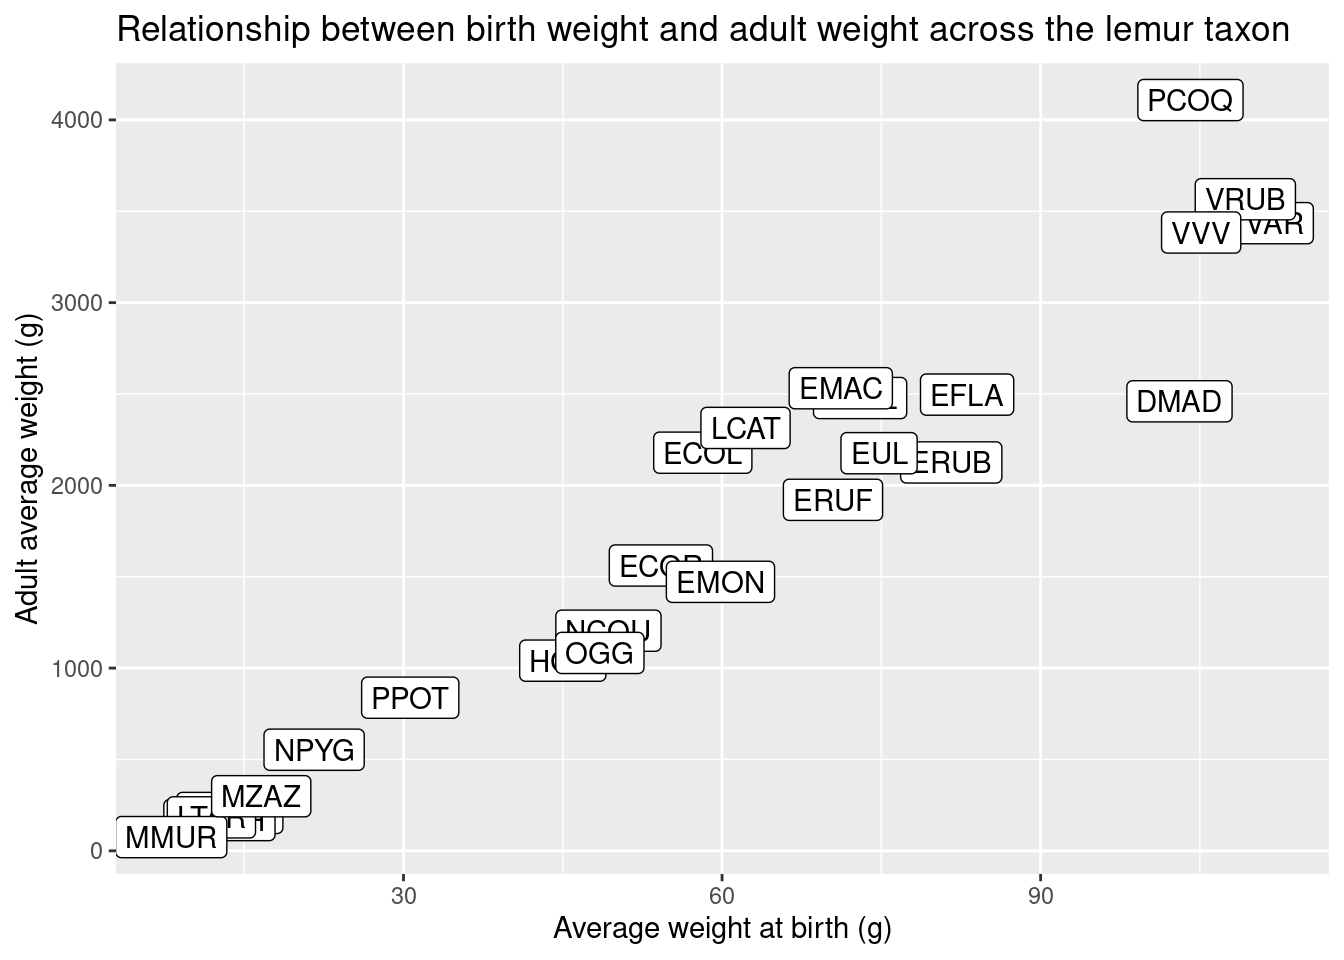 Relationship between birth weight and adult weight across the lemur taxon
Adult average weight (g)
4000
3000
2000
1000
0
PCOQ
VRUB
VAR
VVV
EMAC
EFLA
DMAD
LCAT
ECOL
EUL
ERUB
ERUF
EMON
NCOU
OGG
PPOT
NPYG
MZAZ
MMUR
30
60
90
Average weight at birth (g)